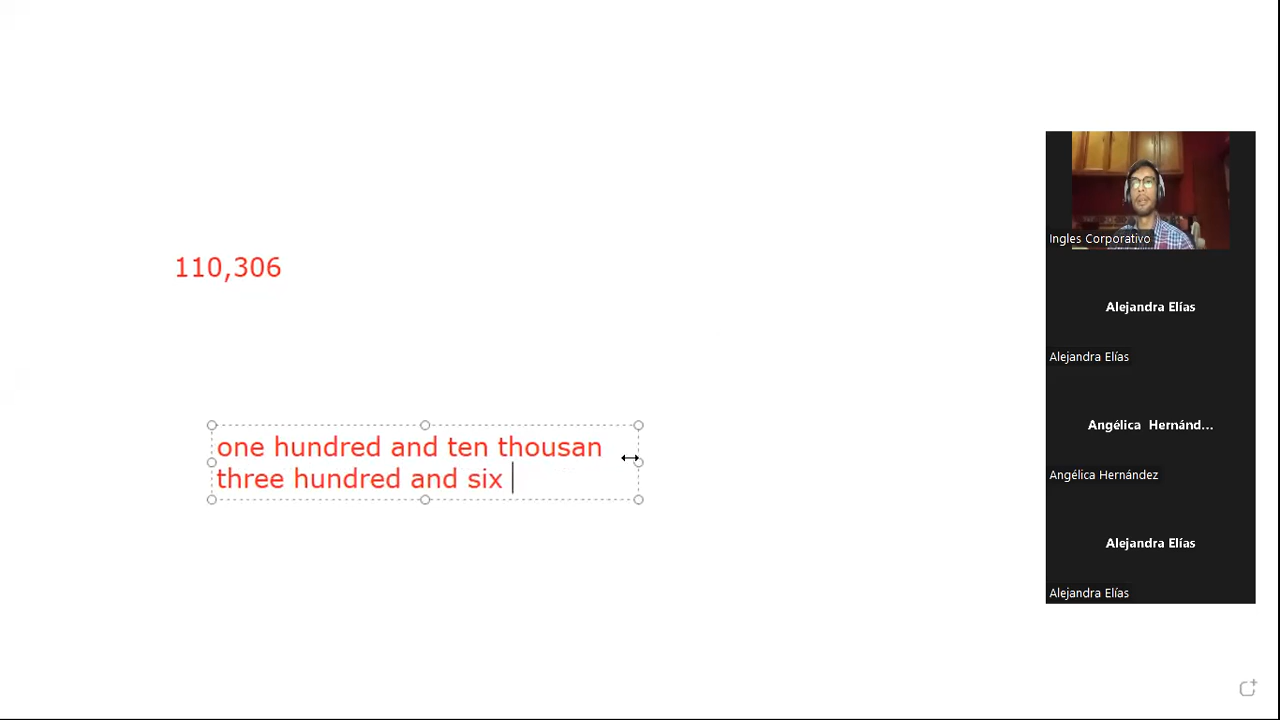 110,306
one hundred and ten thousan
three hundred and six
Ingles Corporativo
Alejandra Elías
Alejandra Elías
Angélica Hernánd...
Angélica Hernández
Alejandra Elías
Alejandra Elías